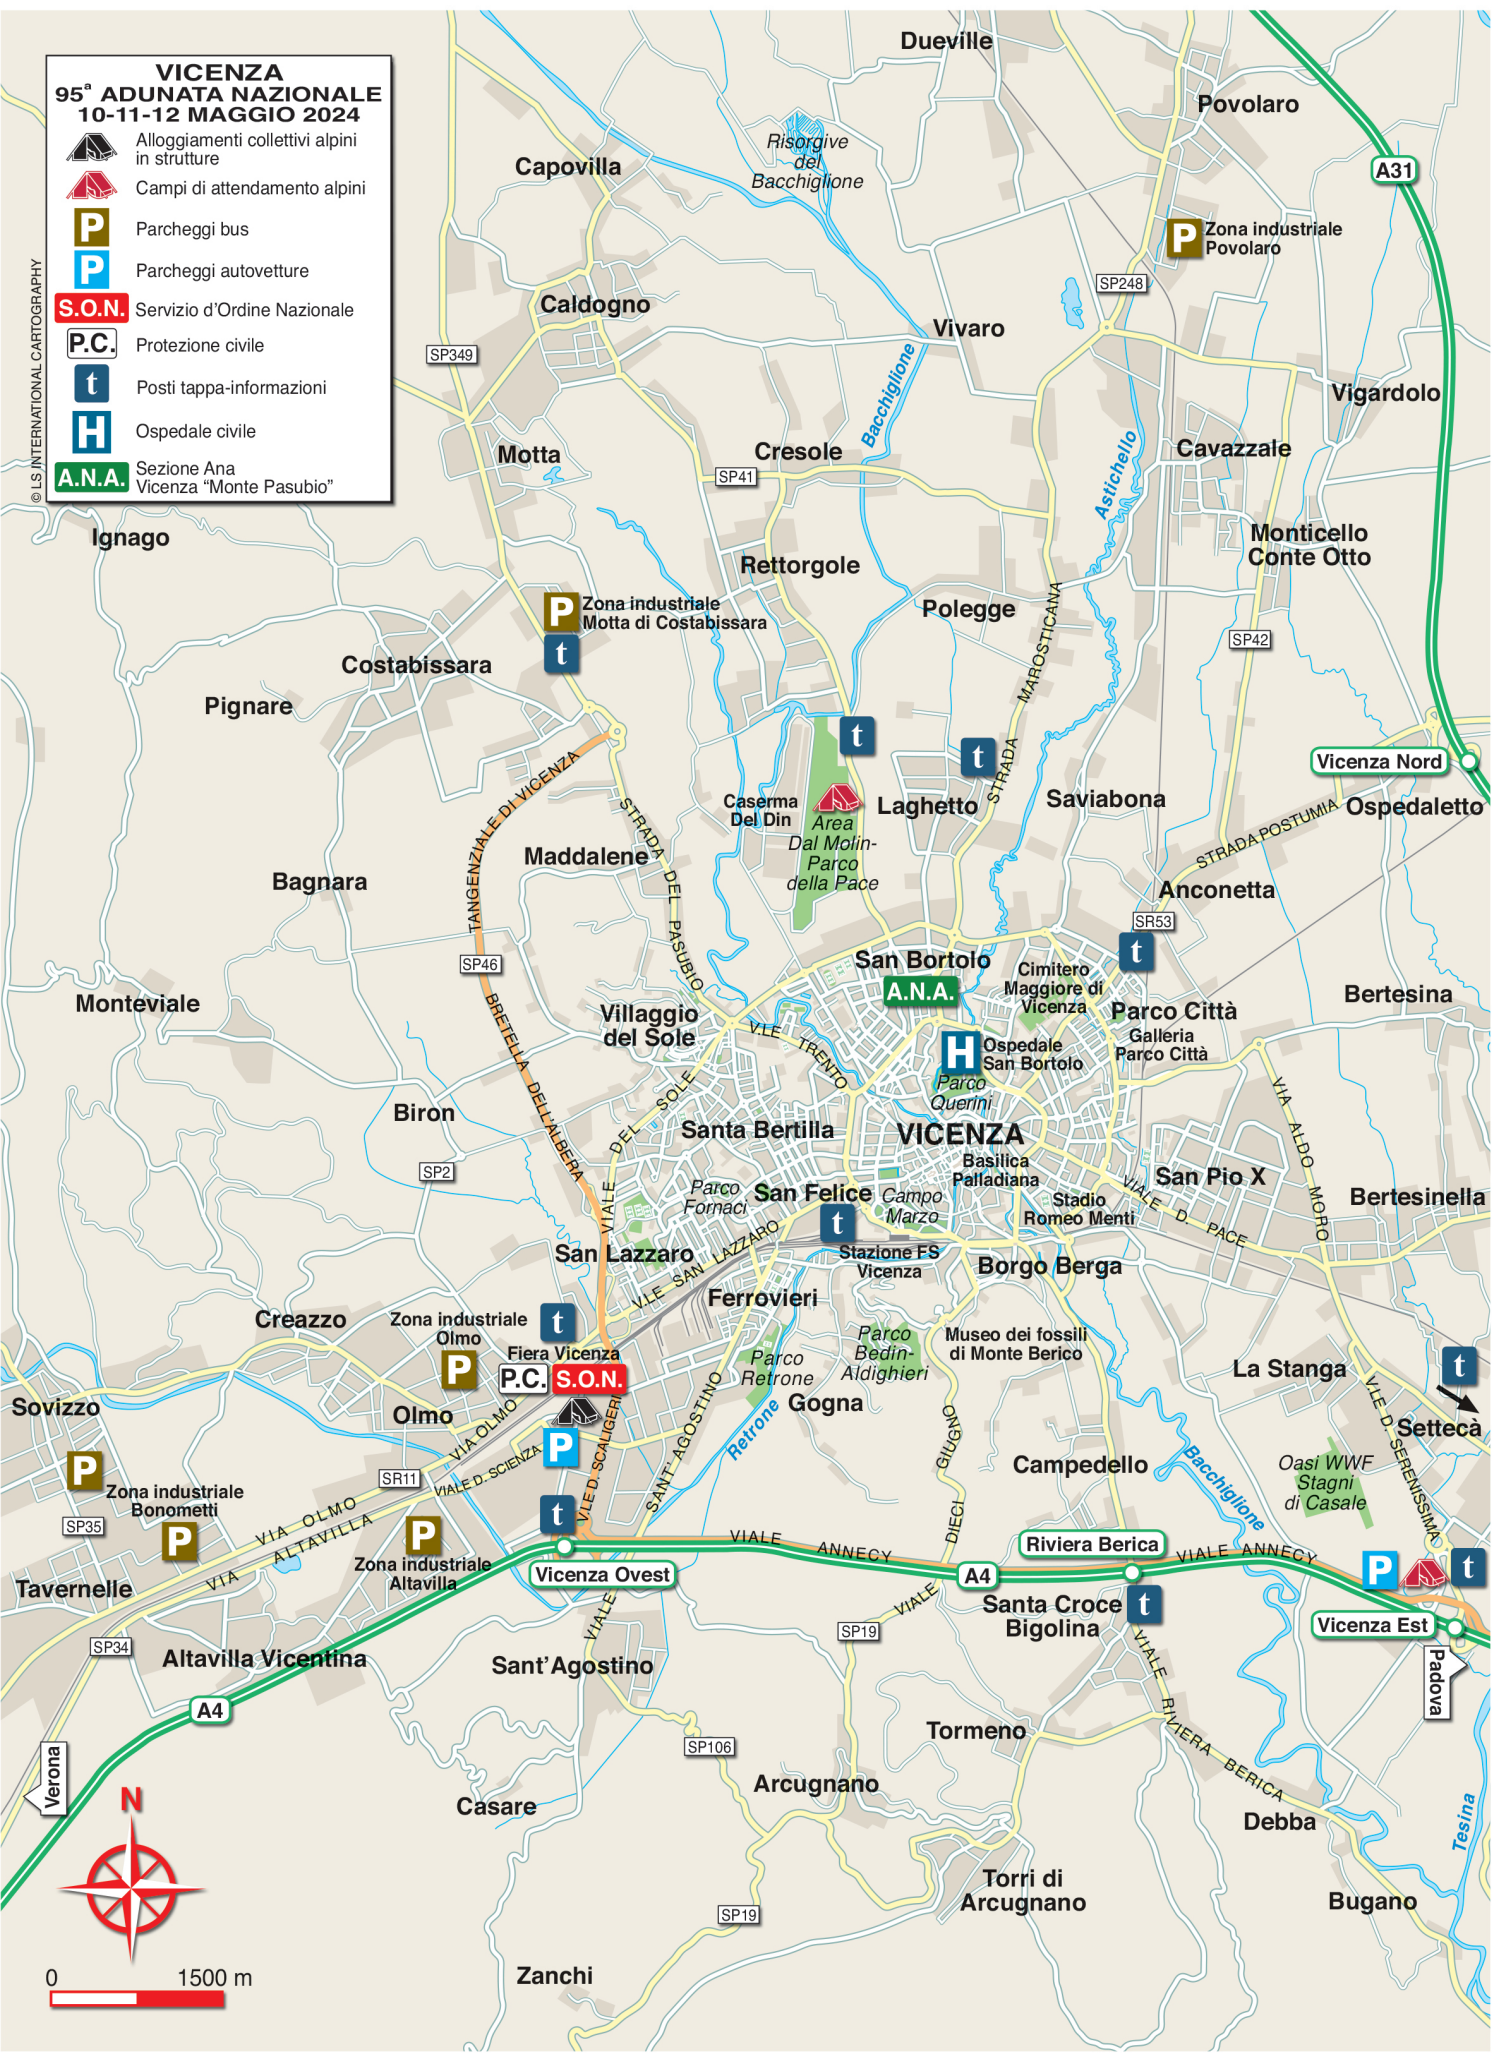 VICENZA
95ª ADUNATA NAZIONALE
10-11-12 MAGGIO 2024
Alloggiamenti collettivi alpini
in strutture
Campi di attendamento alpini
P
Parcheggi bus
P
Parcheggi autovetture
S.O.N.
Servizio d'Ordine Nazionale
P.C.
Protezione civile
t
Posti tappa-informazioni
H
Ospedale civile
A.N.A.
Sezione Ana
Vicenza "Monte Pasubio"
© LS INTERNATIONAL CARTOGRAPHY
Dueville
Povolaro
Risorgive
del
Bacchiglione
Capovilla
A31
P
Zona industriale
Povolaro
SP248
Caldogno
Vivaro
SP349
Bacchiglione
Vigardolo
Motta
Cresole
Cavazzale
SP41
Astichello
Ignago
Monticello
Conte Otto
Rettorgole
P
Zona industriale
Motta di Costabissara
t
Polegge
SP42
Costabissara
STRADA MAROSTICANA
Pignare
t
t
Vicenza Nord
TANGENZIALE DI VICENZA
Caserma
Del Din
Laghetto
Saviabona
Ospedaletto
Area
Dal Molin-
Parco
della Pace
STRADA POSTUMIA
STRADA DEL PASUBIO
Maddalene
Bagnara
Anconetta
SR53
t
SP46
San Bortolo
A.N.A.
Cimitero
Maggiore di
Vicenza
Monteviale
Bertesina
BRETELLA DELL'ALBERA
Villaggio
del Sole
Parco Città
Galleria
Parco Città
V.LE TRENTO
H
Ospedale
San Bortolo
Parco
Querini
Biron
VIALE DEL SOLE
Santa Bertilla
VICENZA
VIA ALDO MORO
SP2
Basilica
Palladiana
San Pio X
Parco
Fornaci
San Felice
Campo
Marzo
Stadio
Romeo Menti
VIALE D. PACE
Bertesinella
t
San Lazzaro
V.LE SAN LAZZARO
Stazione FS
Vicenza
Borgo Berga
Ferrovieri
Creazzo
Zona industriale
Olmo
P
t
Fiera Vicenza
P.C.
S.O.N.
Parco
Bedin-
Aldighieri
Museo dei fossili
di Monte Berico
Parco
Retrone
La Stanga
t
Settecà
Gogna
Sovizzo
Olmo
VIA OLMO
P
V.LE D. SCALIGERI
SANT'AGOSTINO
Retrone
DIECI GIUGNO
Campedello
Bacchiglione
Oasi WWF
Stagni
di Casale
V.LE D. SERENISSIMA
P
Zona industriale
Bonometti
P
SR11
VIALE D. SCIENZA
SP35
VIA OLMO
VIA ALTAVILLA
P
Zona industriale
Altavilla
t
VIALE ANNECY
Riviera Berica
VIALE ANNECY
P
t
Vicenza Ovest
A4
Tavernelle
Santa Croce
Bigolina
t
Vicenza Est
VIALE
VIALE
SP19
SP34
Altavilla Vicentina
Sant'Agostino
Padova
A4
VIALE RIVIERA BERICA
Tormeno
SP106
Verona
Arcugnano
Casare
Debba
Tesina
N
Torri di
Arcugnano
Bugano
SP19
Zanchi
0 1500 m